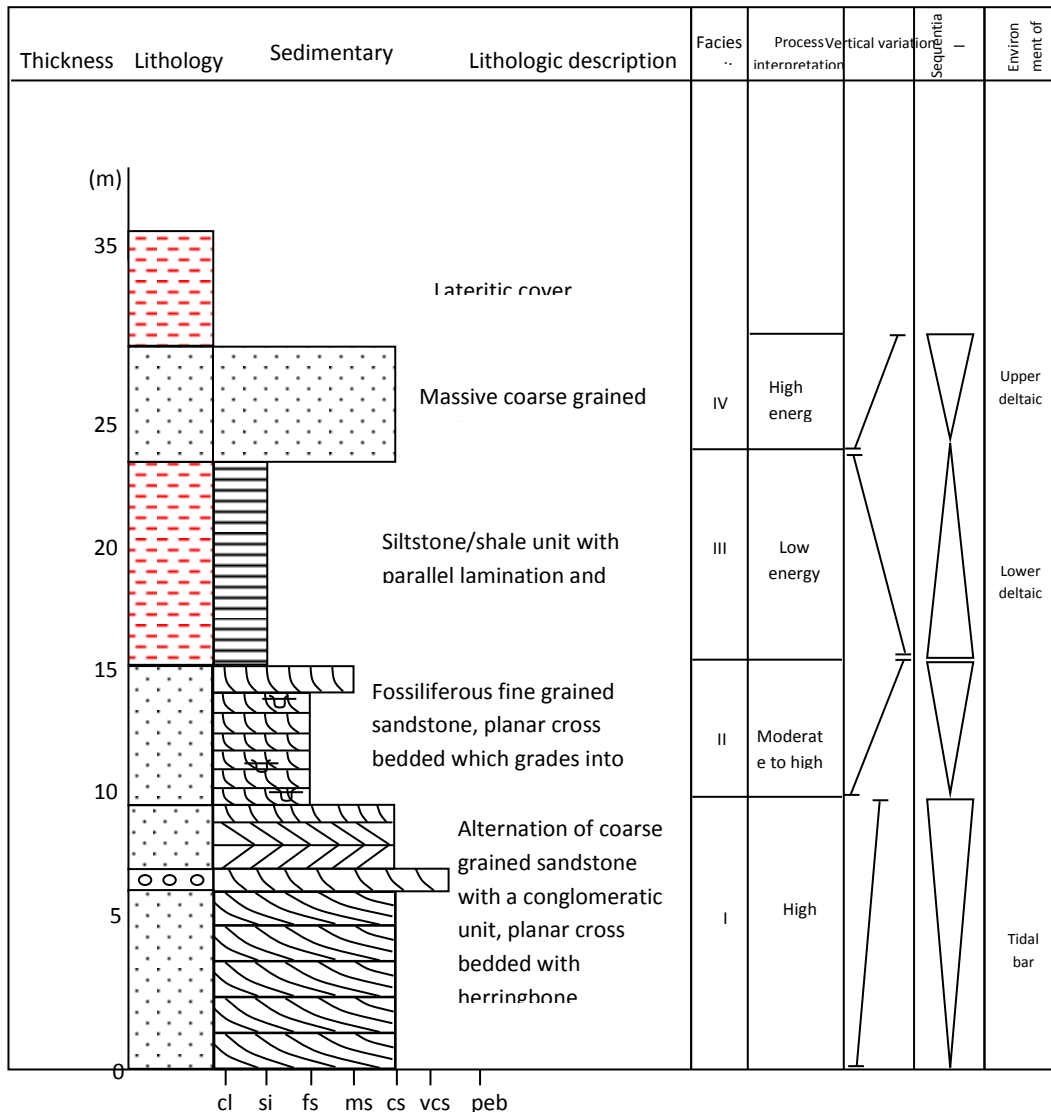 Thickness
Lithology
Sedimentary
Lithologic description
Facies
Process
interpretation
Vertical variation
Sequentia
l
Environ
ment of
(m)
35
25
20
15
10
5
0
Massive coarse grained
Siltstone/shale unit with
parallel lamination and
Fossiliferous fine grained
sandstone, planar cross
bedded which grades into
Alternation of coarse
grained sandstone
with a conglomeratic
unit, planar cross
bedded with
herringbone
Lateritic cover
IV
High
energ
Upper
deltaic
III
Low
energy
Lower
deltaic
II
Moderat
e to high
I
High
Tidal
bar
cl si fs ms cs vcs peb